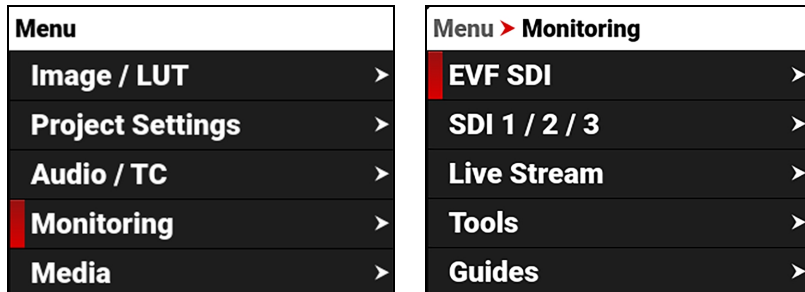 Menu
Image / LUT
Project Settings
Audio / TC
Monitoring
Media
Menu ➤ Monitoring
EVF SDI
SDI 1 / 2 / 3
Live Stream
Tools
Guides